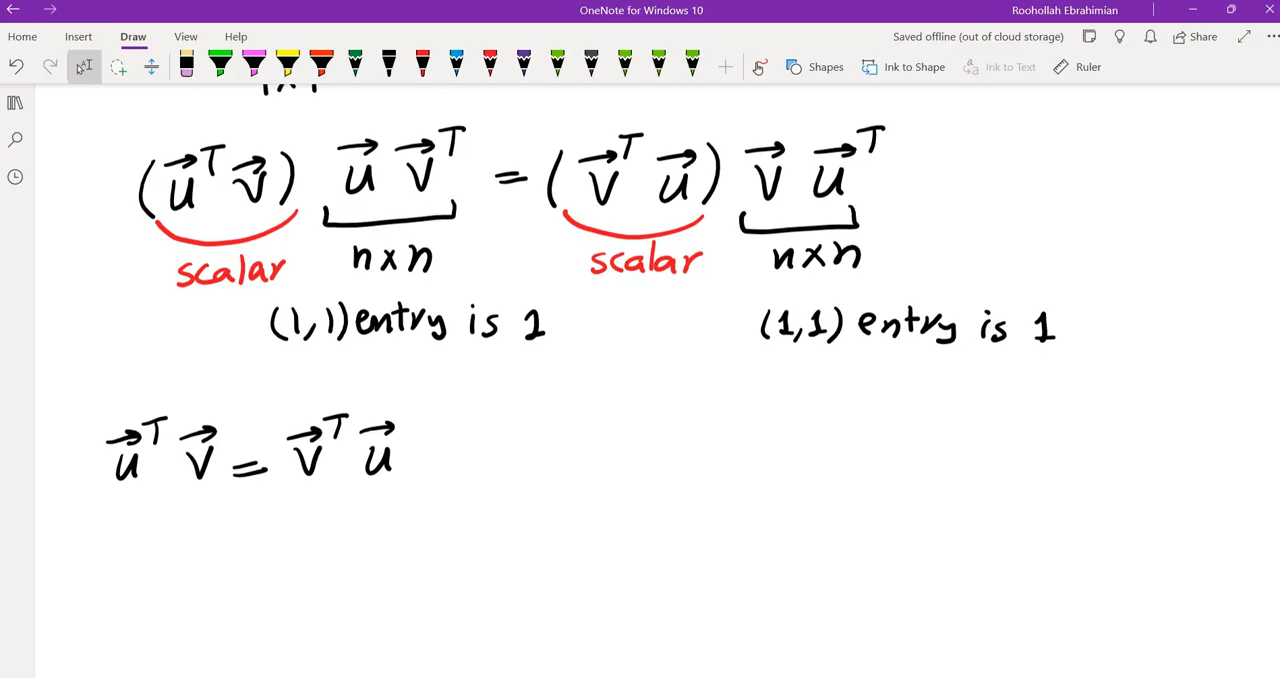 OneNote for Windows 10
Roohollah Ebrahimian
Home Insert Draw View Help
Saved offline (out of cloud storage)
Share
Shapes Ink to Shape Ink to Text Ruler
1×1
(u⃗ᵀ v⃗) u⃗ v⃗ᵀ = (v⃗ᵀ u⃗) v⃗ u⃗ᵀ
scalar n×n scalar n×n
(1,1) entry is 1 (1,1) entry is 1
u⃗ᵀ v⃗ = v⃗ᵀ u⃗